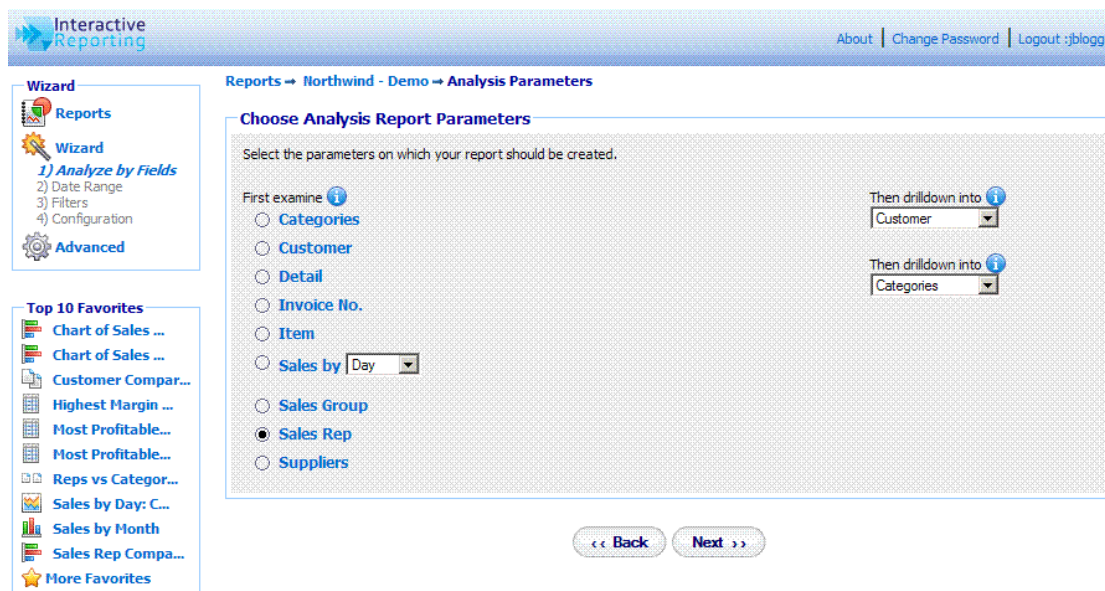 Interactive
Reporting
About | Change Password | Logout :jblogg
Wizard
Reports
Wizard
1) Analyze by Fields
2) Date Range
3) Filters
4) Configuration
Advanced
Top 10 Favorites
Chart of Sales ...
Chart of Sales ...
Customer Compar...
Highest Margin ...
Most Profitable...
Most Profitable...
Reps vs Categor...
Sales by Day: C...
Sales by Month
Sales Rep Compa...
More Favorites
Reports → Northwind - Demo → Analysis Parameters
Choose Analysis Report Parameters
Select the parameters on which your report should be created.
First examine i
Categories
Customer
Detail
Invoice No.
Item
Sales by Day
Sales Group
Sales Rep
Suppliers
Then drilldown into i
Customer
Then drilldown into i
Categories
‹‹ Back
Next ››